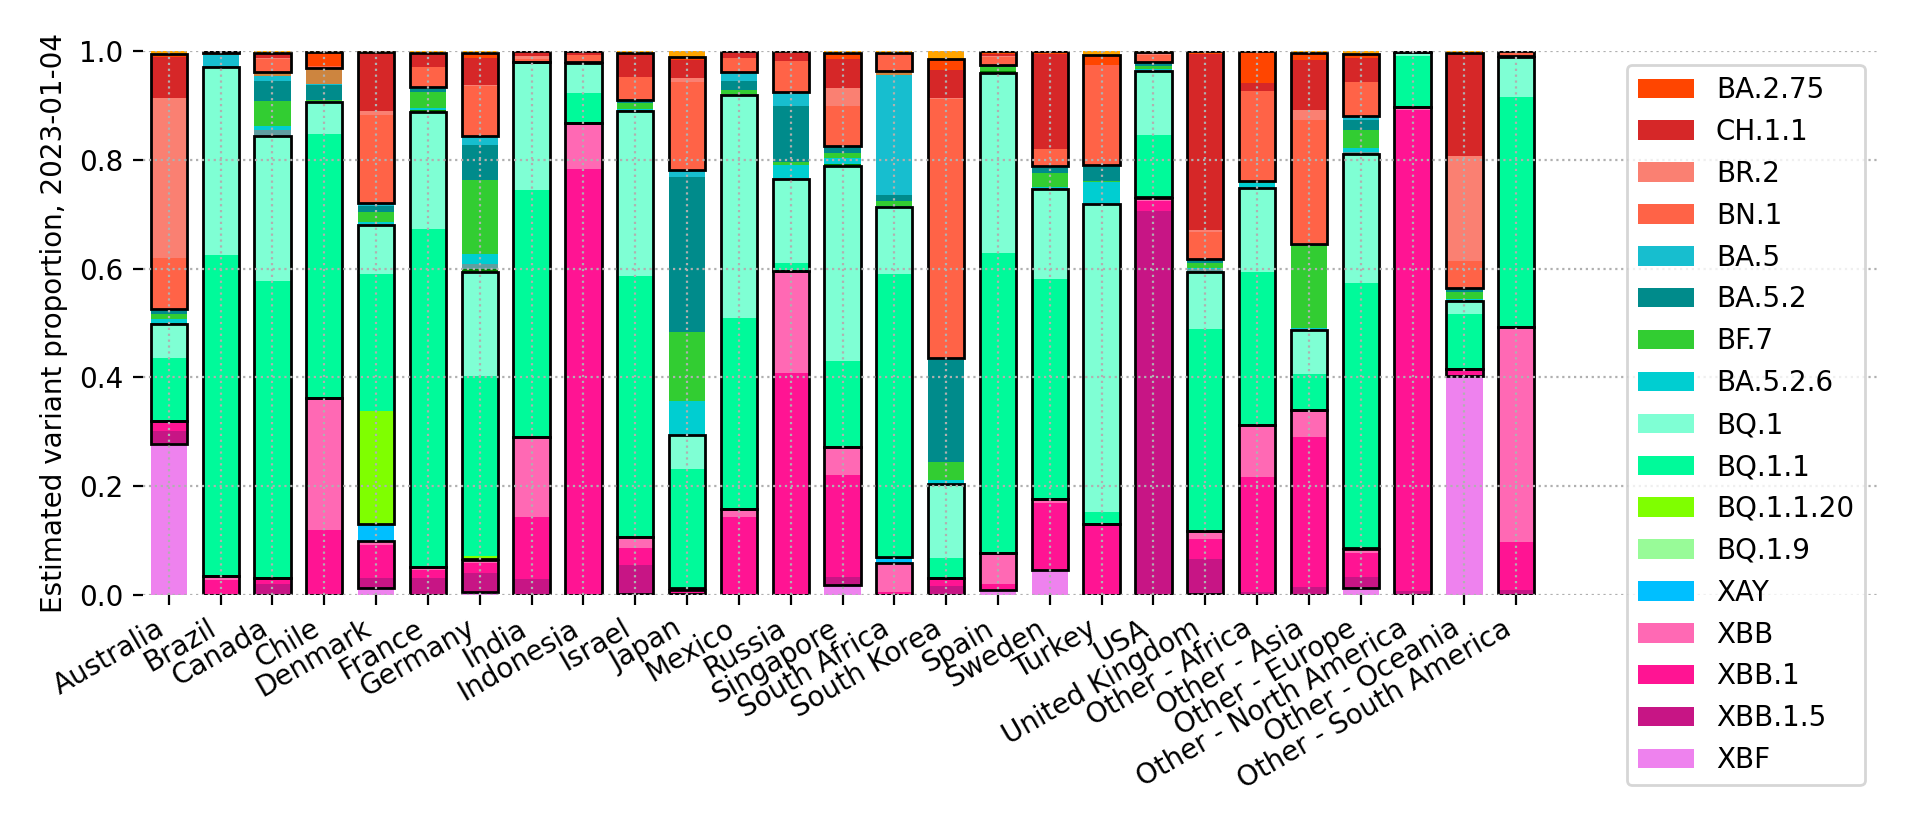 Estimated variant proportion, 2023-01-04
1.0
0.8
0.6
0.4
0.2
0.0
Australia
Brazil
Canada
Chile
Denmark
France
Germany
India
Indonesia
Israel
Japan
Mexico
Russia
Singapore
South Africa
South Korea
Spain
Sweden
Turkey
USA
United Kingdom
Other - Africa
Other - Asia
Other - Europe
Other - North America
Other - Oceania
Other - South America
BA.2.75
CH.1.1
BR.2
BN.1
BA.5
BA.5.2
BF.7
BA.5.2.6
BQ.1
BQ.1.1
BQ.1.1.20
BQ.1.9
XAY
XBB
XBB.1
XBB.1.5
XBF